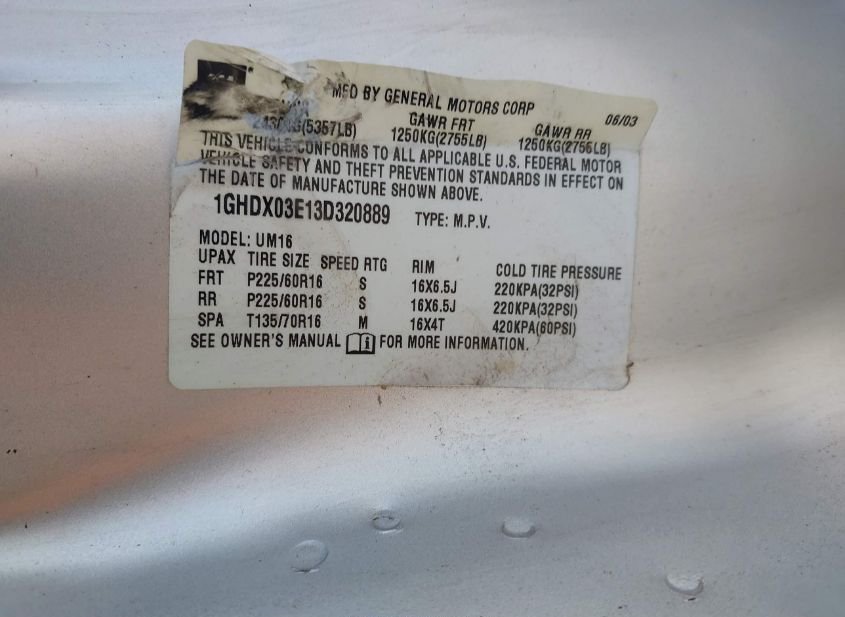 MFD BY GENERAL MOTORS CORP 06/03
GAWR FRT GAWR RR
(5357LB) 1250KG(2755LB) 1250KG(2755LB)
THIS VEHICLE CONFORMS TO ALL APPLICABLE U.S. FEDERAL MOTOR
VEHICLE SAFETY AND THEFT PREVENTION STANDARDS IN EFFECT ON
THE DATE OF MANUFACTURE SHOWN ABOVE.
1GHDX03E13D320889 TYPE: M.P.V.
MODEL: UM16
UPAX TIRE SIZE SPEED RTG RIM COLD TIRE PRESSURE
FRT P225/60R16 S 16X6.5J 220KPA(32PSI)
RR P225/60R16 S 16X6.5J 220KPA(32PSI)
SPA T135/70R16 M 16X4T 420KPA(60PSI)
SEE OWNER'S MANUAL i FOR MORE INFORMATION.